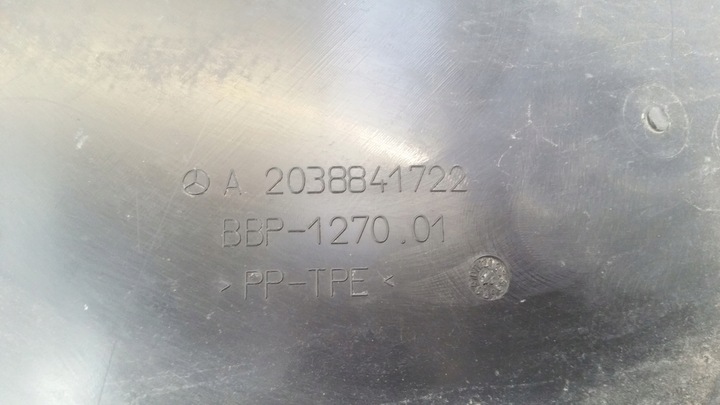 A 2038841722
BBP-1270.01
> PP-TPE <